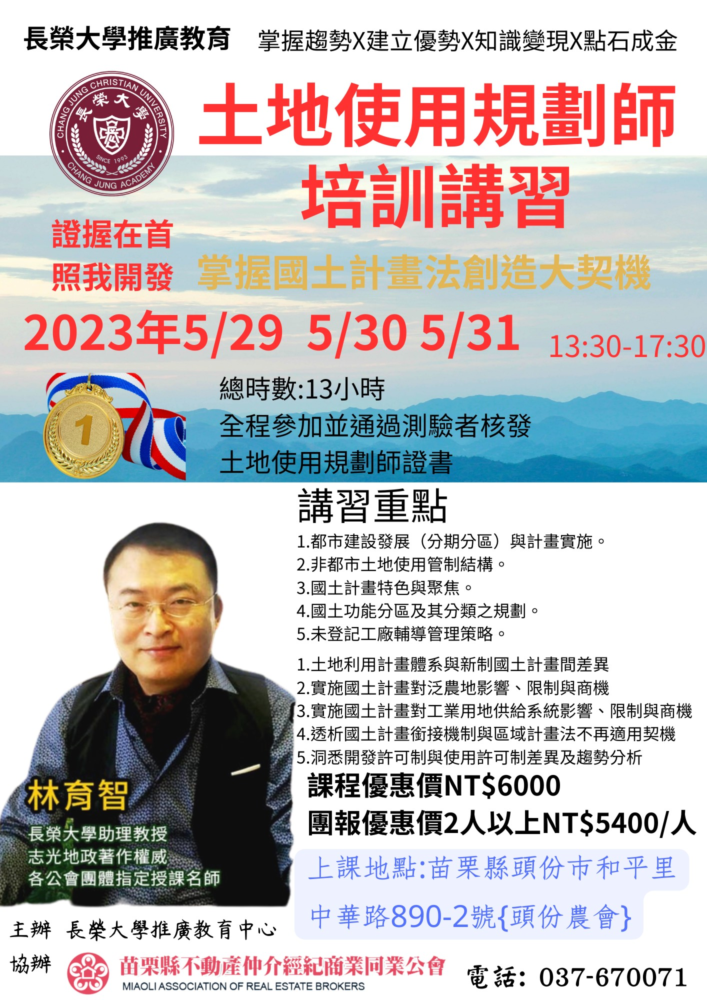 長榮大學推廣教育
掌握趨勢X建立優勢X知識變現X點石成金
CHANG JUNG CHRISTIAN UNIVERSITY
長榮大學
SINCE 1993
CHANG JUNG ACADEMY
土地使用規劃師
培訓講習
證握在首
照我開發
掌握國土計畫法創造大契機
2023年5/29 5/30 5/31 13:30-17:30
1
總時數:13小時
全程參加並通過測驗者核發
土地使用規劃師證書
講習重點
1.都市建設發展（分期分區）與計畫實施。
2.非都市土地使用管制結構。
3.國土計畫特色與聚焦。
4.國土功能分區及其分類之規劃。
5.未登記工廠輔導管理策略。
1.土地利用計畫體系與新制國土計畫間差異
2.實施國土計畫對泛農地影響、限制與商機
3.實施國土計畫對工業用地供給系統影響、限制與商機
4.透析國土計畫銜接機制與區域計畫法不再適用契機
5.洞悉開發許可制與使用許可制差異及趨勢分析
課程優惠價NT$6000
團報優惠價2人以上NT$5400/人
林育智
長榮大學助理教授
志光地政著作權威
各公會團體指定授課名師
上課地點:苗栗縣頭份市和平里
中華路890-2號{頭份農會}
主辦 長榮大學推廣教育中心
協辦
苗栗縣不動產仲介經紀商業同業公會
MIAOLI ASSOCIATION OF REAL ESTATE BROKERS
電話: 037-670071